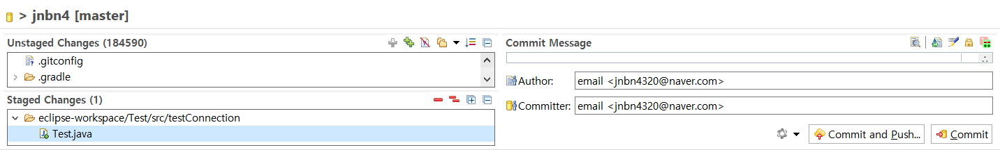 > jnbn4 [master]
Unstaged Changes (184590)
.gitconfig
.gradle
Staged Changes (1)
eclipse-workspace/Test/src/testConnection
Test.java
Commit Message
Author: email <jnbn4320@naver.com>
Committer: email <jnbn4320@naver.com>
Commit and Push... Commit